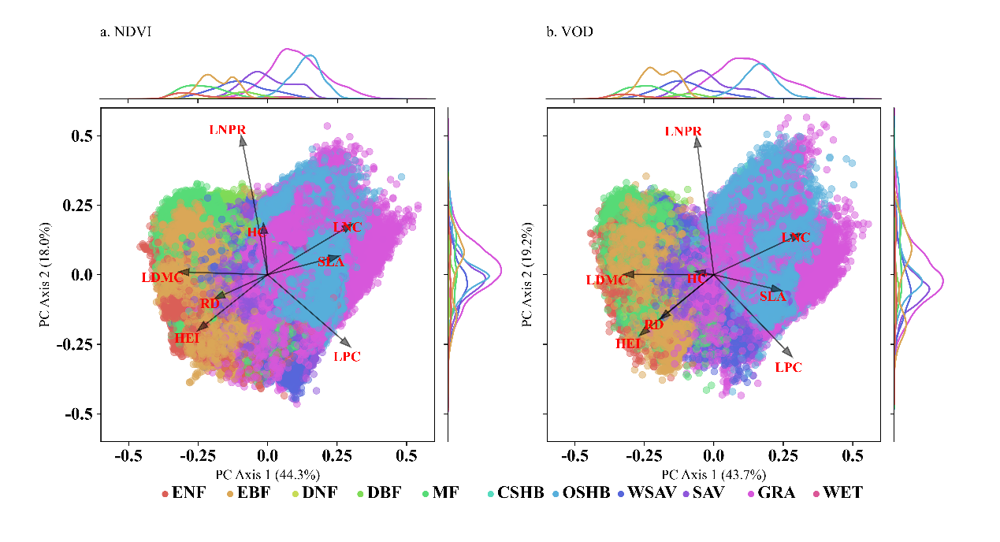 a. NDVI
b. VOD
LNPR
HC
LNC
SLA
LDMC
RD
HEI
LPC
LNPR
LNC
LDMC
HC
SLA
RD
HEI
LPC
0.5
0.25
0.0
-0.25
-0.5
PC Axis 2 (18.0%)
PC Axis 2 (19.2%)
-0.5 -0.25 0.0 0.25 0.5
-0.5 -0.25 0.0 0.25 0.5
PC Axis 1 (44.3%)
PC Axis 1 (43.7%)
ENF EBF DNF DBF MF CSHB OSHB WSAV SAV GRA WET